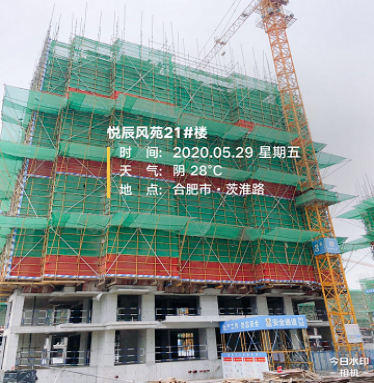 悦辰风苑21#楼
时 间: 2020.05.29 星期五
天 气: 阴 28°C
地 点: 合肥市·茨淮路
安全通道
今日水印
相机